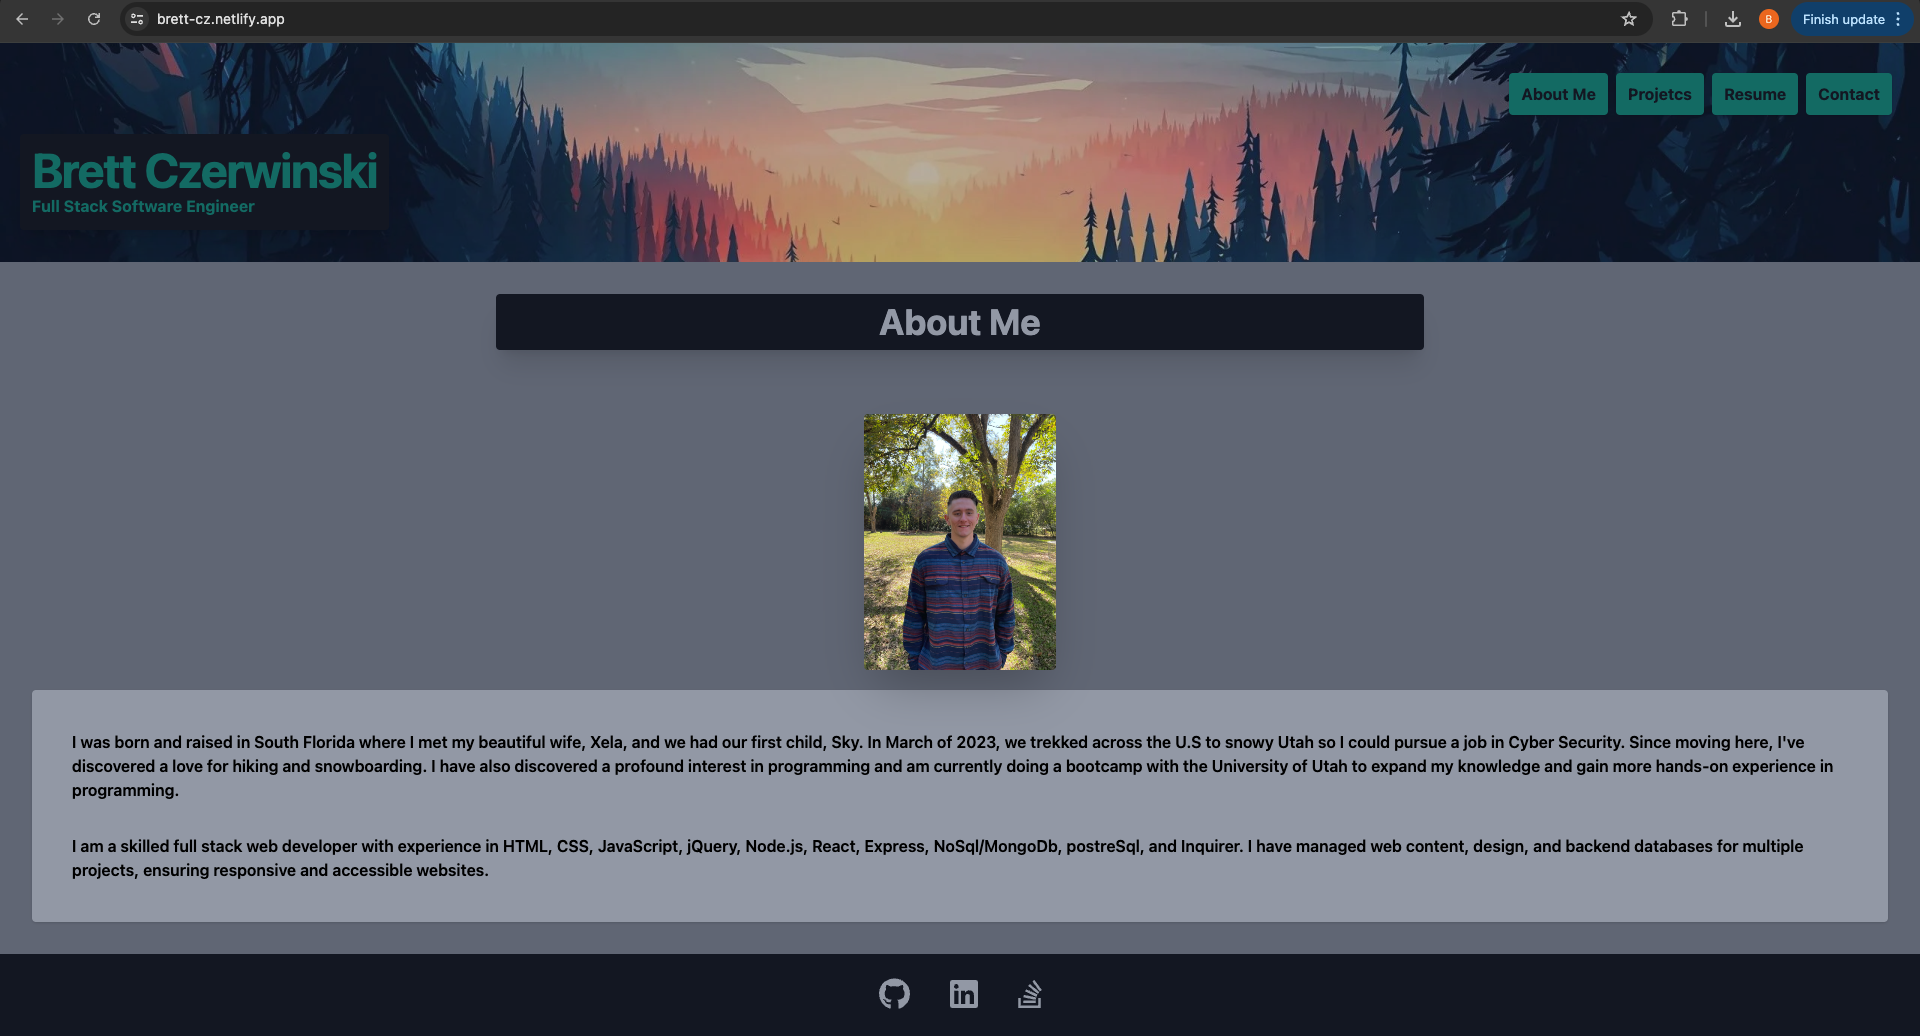 brett-cz.netlify.app
B
Finish update
About Me
Projetcs
Resume
Contact
Brett Czerwinski
Full Stack Software Engineer
About Me
I was born and raised in South Florida where I met my beautiful wife, Xela, and we had our first child, Sky. In March of 2023, we trekked across the U.S to snowy Utah so I could pursue a job in Cyber Security. Since moving here, I've
discovered a love for hiking and snowboarding. I have also discovered a profound interest in programming and am currently doing a bootcamp with the University of Utah to expand my knowledge and gain more hands-on experience in
programming.
I am a skilled full stack web developer with experience in HTML, CSS, JavaScript, jQuery, Node.js, React, Express, NoSql/MongoDb, postreSql, and Inquirer. I have managed web content, design, and backend databases for multiple
projects, ensuring responsive and accessible websites.
in